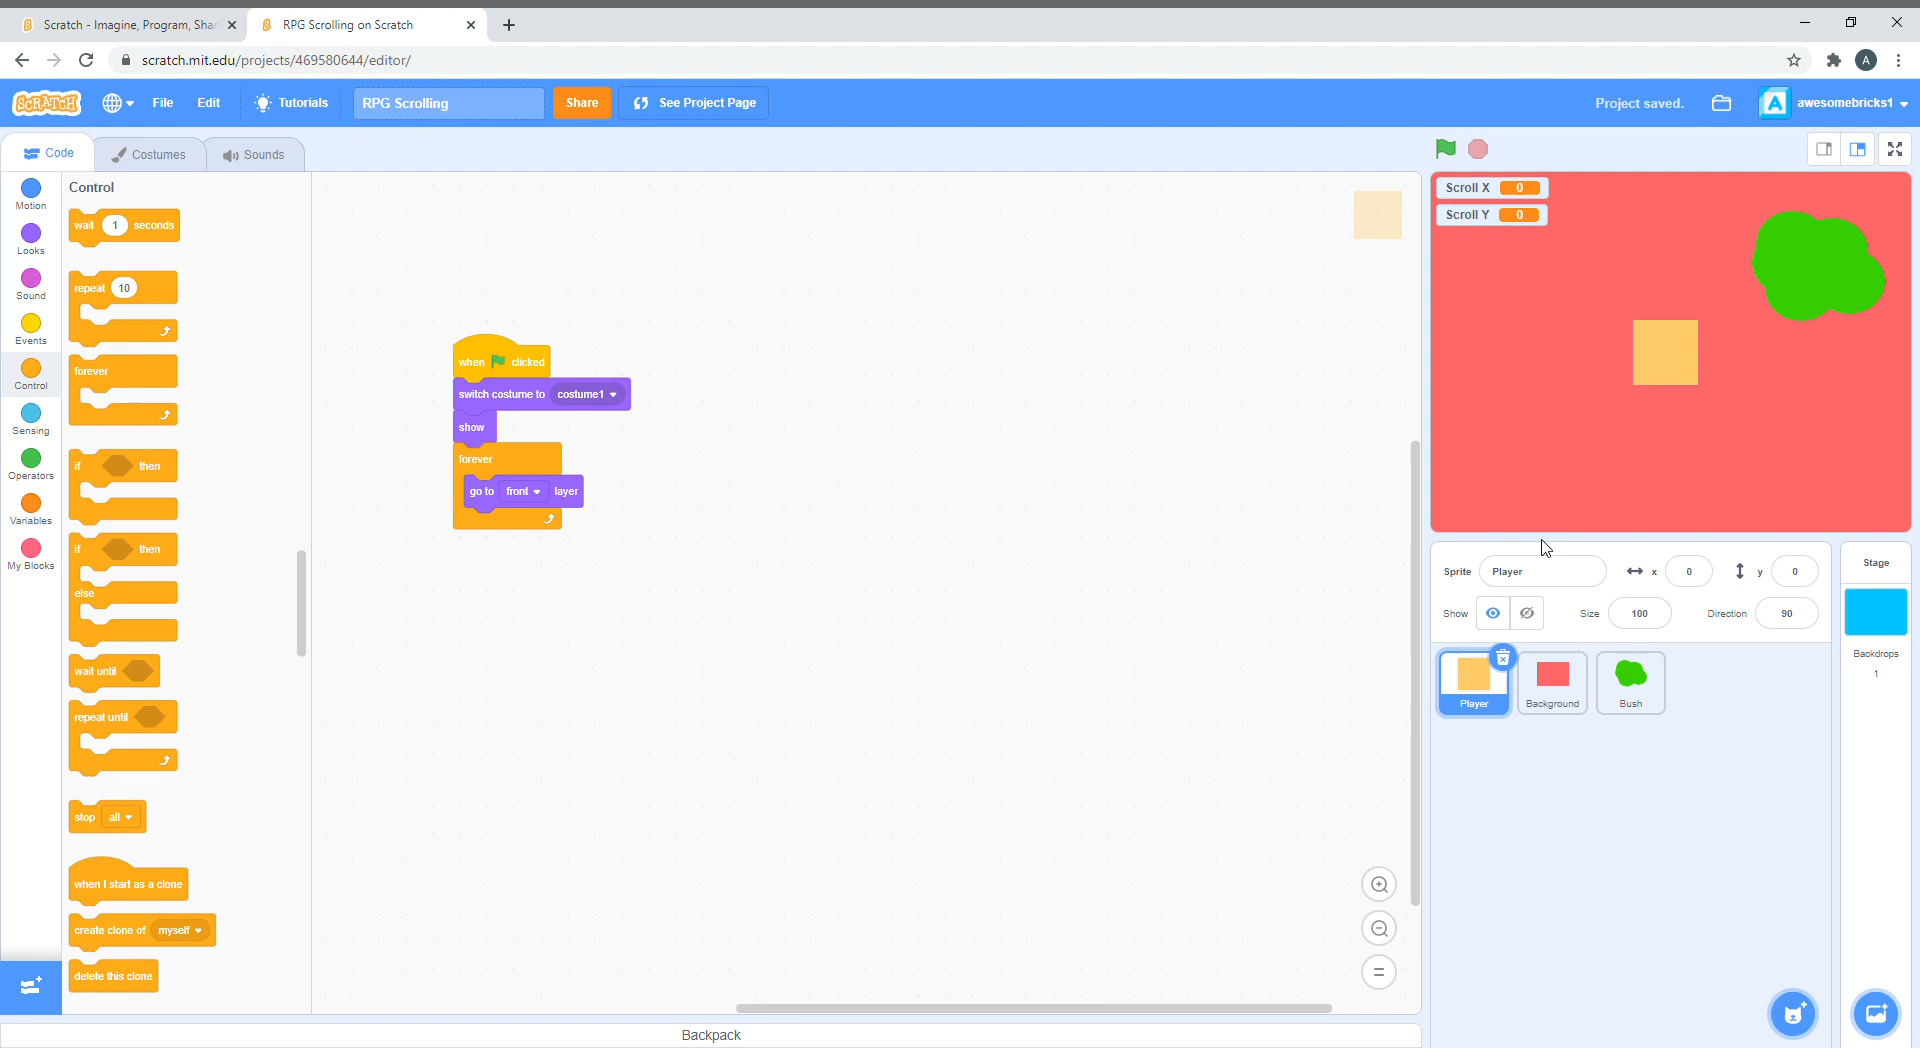 Scratch - Imagine, Program, Shar
RPG Scrolling on Scratch
scratch.mit.edu/projects/469580644/editor/
A
SCRATCH
File
Edit
Tutorials
RPG Scrolling
Share
See Project Page
Project saved.
A
awesomebricks1
Code
Costumes
Sounds
Motion
Looks
Sound
Events
Control
Sensing
Operators
Variables
My Blocks
Control
wait 1 seconds
repeat 10
forever
if then
if then
else
wait until
repeat until
stop all
when I start as a clone
create clone of myself
delete this clone
when clicked
switch costume to costume1
show
forever
go to front layer
Scroll X 0
Scroll Y 0
Sprite Player x 0 y 0
Show Size 100 Direction 90
Player
Background
Bush
Stage
Backdrops
1
Backpack